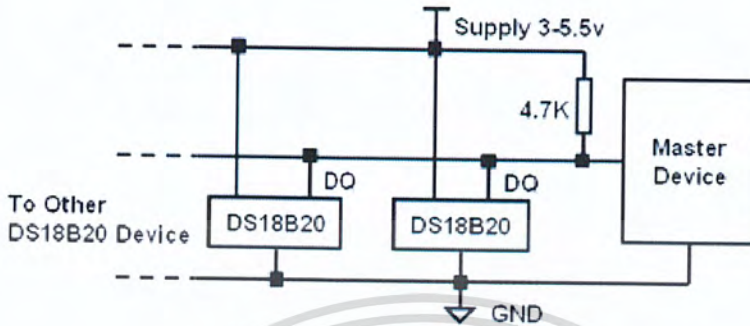 Supply 3-5.5v
4.7K
Master
Device
DQ
DQ
To Other
DS18B20 Device
DS18B20
DS18B20
GND